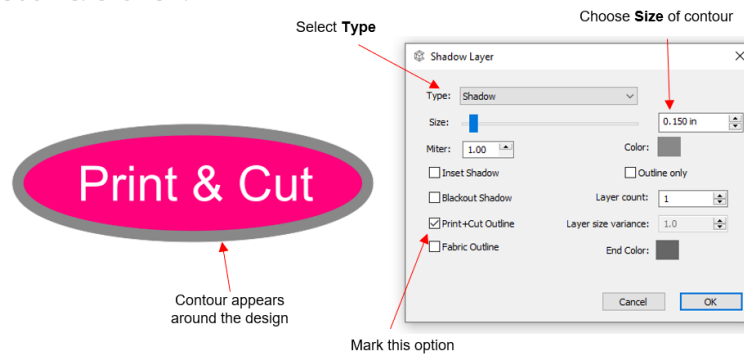 Choose Size of contour
Select Type
Shadow Layer
Type: Shadow
Size: 0.150 in
Miter: 1.00 Color:
Inset Shadow Outline only
Blackout Shadow Layer count: 1
Print+Cut Outline Layer size variance: 1.0
Fabric Outline End Color:
Cancel OK
Print & Cut
Contour appears
around the design
Mark this option